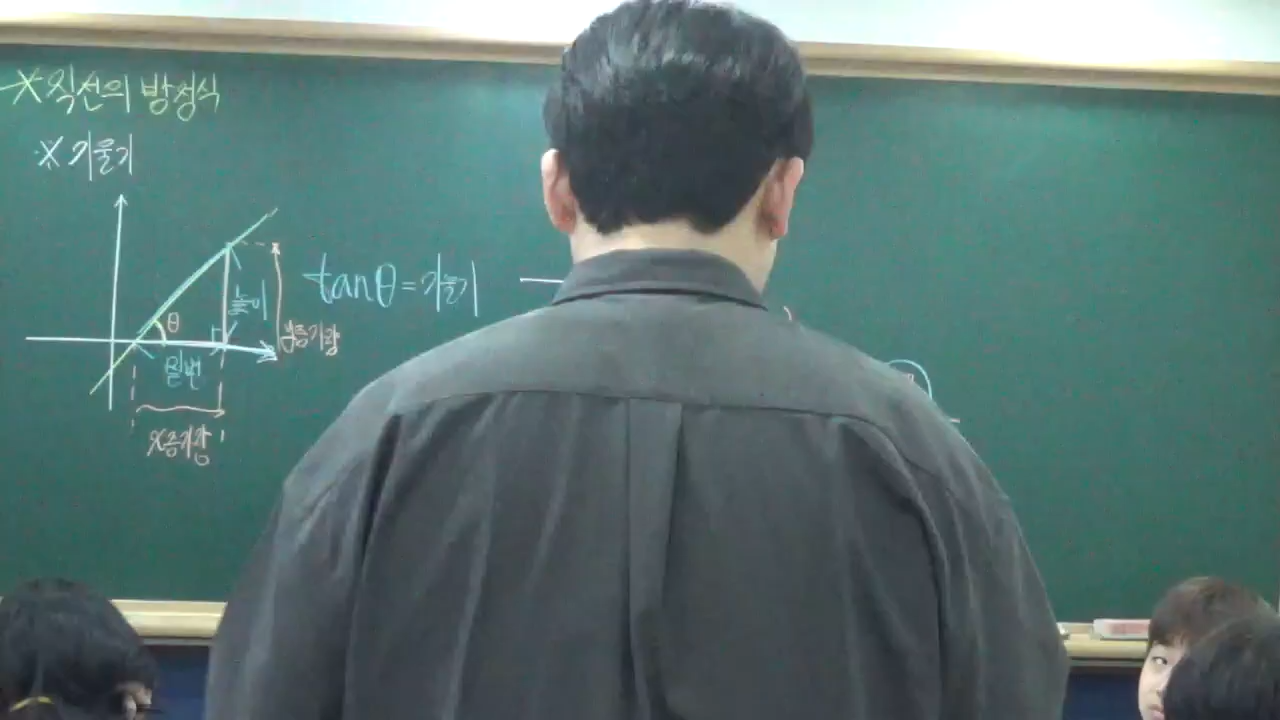 ※직선의 방정식
※ 기울기
tanθ=기울기
θ
높이
y증가량
밑변
x증가량